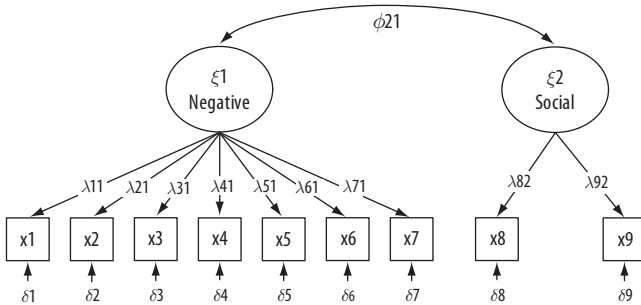 ϕ21
ξ1
Negative
ξ2
Social
λ11 λ21 λ31 λ41 λ51 λ61 λ71 λ82 λ92
x1 x2 x3 x4 x5 x6 x7 x8 x9
δ1 δ2 δ3 δ4 δ5 δ6 δ7 δ8 δ9